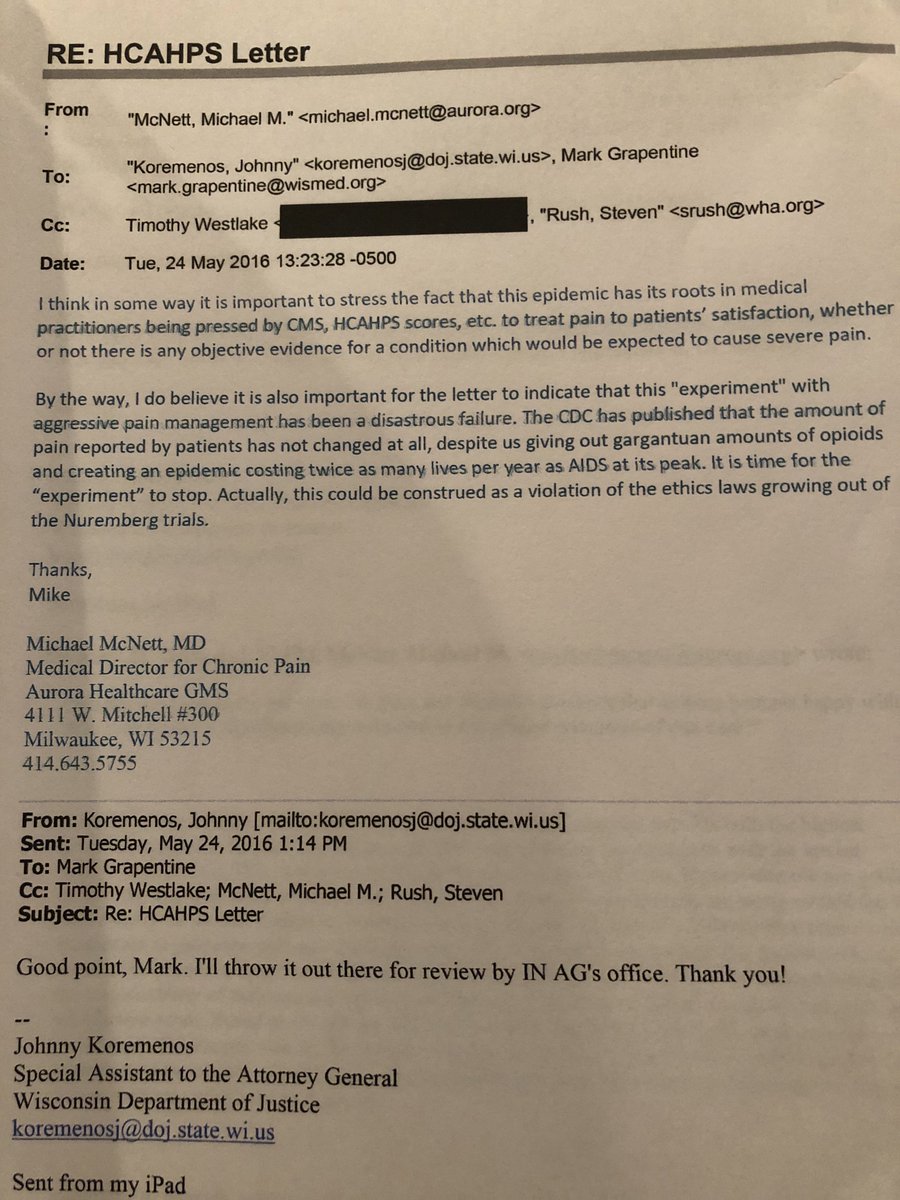 RE: HCAHPS Letter
From
:
"McNett, Michael M." <michael.mcnett@aurora.org>
To:
"Koremenos, Johnny" <koremenosj@doj.state.wi.us>, Mark Grapentine
<mark.grapentine@wismed.org>
Cc:
Timothy Westlake < , "Rush, Steven" <srush@wha.org>
Date:
Tue, 24 May 2016 13:23:28 -0500
I think in some way it is important to stress the fact that this epidemic has its roots in medical
practitioners being pressed by CMS, HCAHPS scores, etc. to treat pain to patients' satisfaction, whether
or not there is any objective evidence for a condition which would be expected to cause severe pain.
By the way, I do believe it is also important for the letter to indicate that this "experiment" with
aggressive pain management has been a disastrous failure. The CDC has published that the amount of
pain reported by patients has not changed at all, despite us giving out gargantuan amounts of opioids
and creating an epidemic costing twice as many lives per year as AIDS at its peak. It is time for the
“experiment” to stop. Actually, this could be construed as a violation of the ethics laws growing out of
the Nuremberg trials.
Thanks,
Mike
Michael McNett, MD
Medical Director for Chronic Pain
Aurora Healthcare GMS
4111 W. Mitchell #300
Milwaukee, WI 53215
414.643.5755
From: Koremenos, Johnny [mailto:koremenosj@doj.state.wi.us]
Sent: Tuesday, May 24, 2016 1:14 PM
To: Mark Grapentine
Cc: Timothy Westlake; McNett, Michael M.; Rush, Steven
Subject: Re: HCAHPS Letter
Good point, Mark. I'll throw it out there for review by IN AG's office. Thank you!
--
Johnny Koremenos
Special Assistant to the Attorney General
Wisconsin Department of Justice
koremenosj@doj.state.wi.us
Sent from my iPad